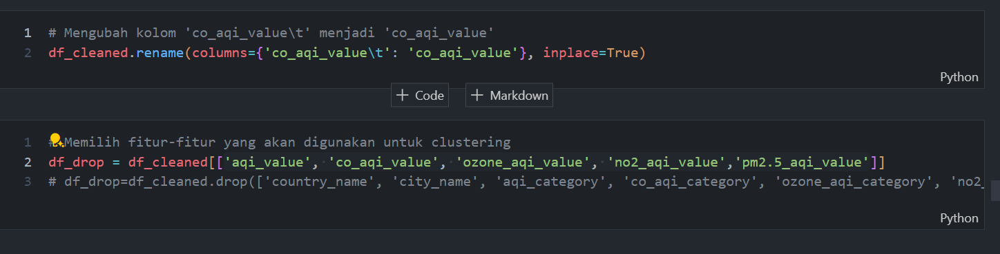 1 # Mengubah kolom 'co_aqi_value\t' menjadi 'co_aqi_value'
2 df_cleaned.rename(columns={'co_aqi_value\t': 'co_aqi_value'}, inplace=True)
Python
+ Code + Markdown
1 # Memilih fitur-fitur yang akan digunakan untuk clustering
2 df_drop = df_cleaned[['aqi_value', 'co_aqi_value', 'ozone_aqi_value', 'no2_aqi_value','pm2.5_aqi_value']]
3 # df_drop=df_cleaned.drop(['country_name', 'city_name', 'aqi_category', 'co_aqi_category', 'ozone_aqi_category', 'no2_
Python